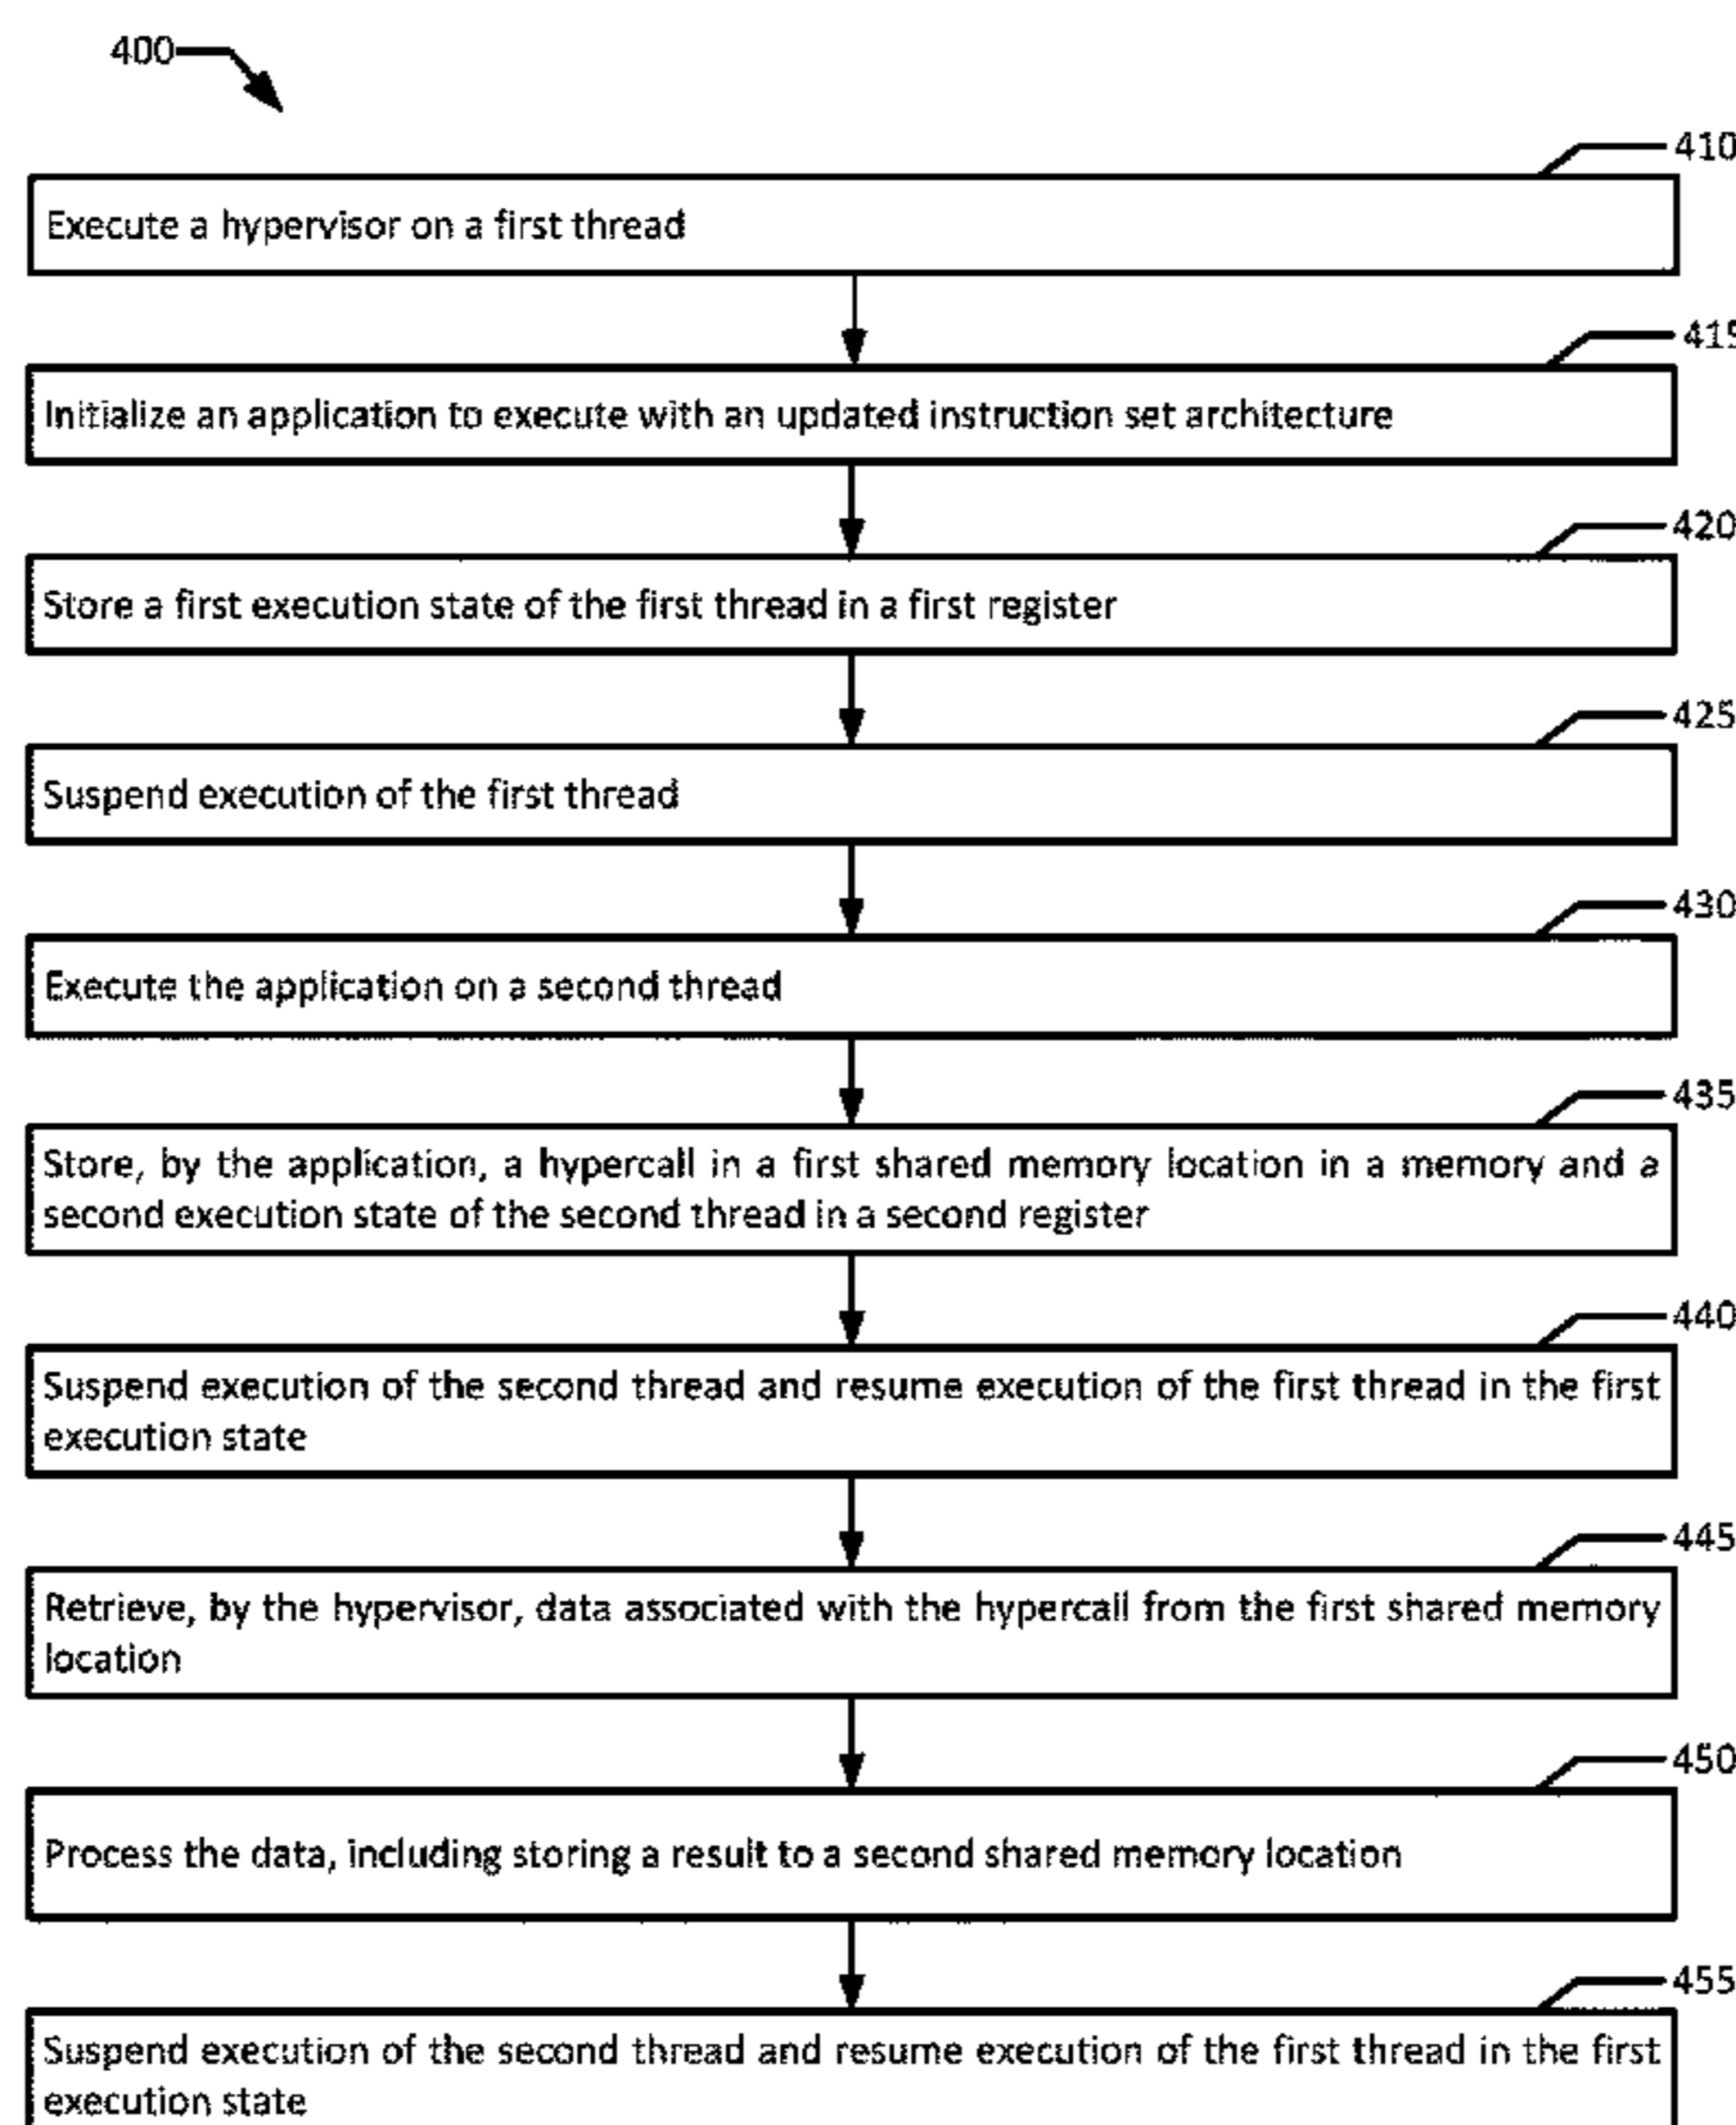 400
410
Execute a hypervisor on a first thread
415
Initialize an application to execute with an updated instruction set architecture
420
Store a first execution state of the first thread in a first register
425
Suspend execution of the first thread
430
Execute the application on a second thread
435
Store, by the application, a hypercall in a first shared memory location in a memory and a
second execution state of the second thread in a second register
440
Suspend execution of the second thread and resume execution of the first thread in the first
execution state
445
Retrieve, by the hypervisor, data associated with the hypercall from the first shared memory
location
450
Process the data, including storing a result to a second shared memory location
455
Suspend execution of the second thread and resume execution of the first thread in the first
execution state